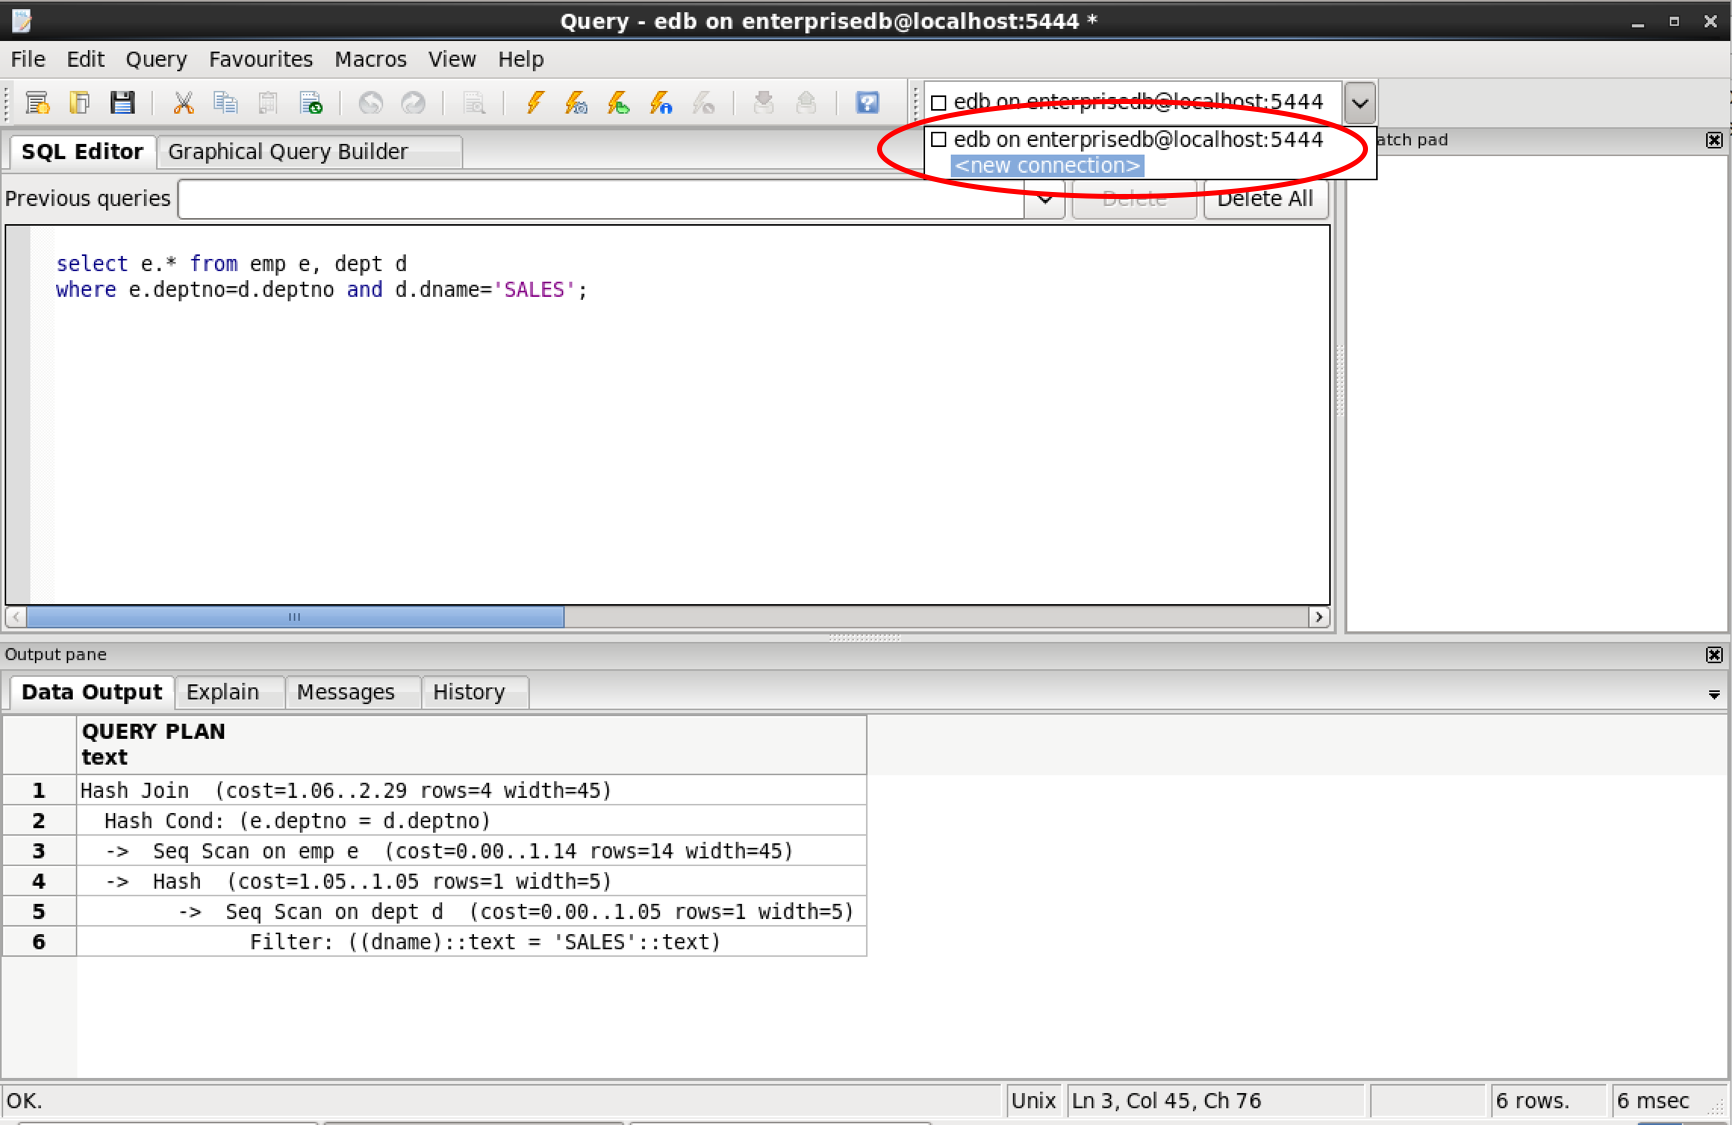 Query - edb on enterprisedb@localhost:5444 *
File Edit Query Favourites Macros View Help
edb on enterprisedb@localhost:5444
edb on enterprisedb@localhost:5444
<new connection>
SQL Editor Graphical Query Builder
atch pad
Previous queries Delete Delete All
select e.* from emp e, dept d
where e.deptno=d.deptno and d.dname='SALES';
Output pane
Data Output Explain Messages History
QUERY PLAN
text
1 Hash Join  (cost=1.06..2.29 rows=4 width=45)
2 Hash Cond: (e.deptno = d.deptno)
3 ->  Seq Scan on emp e  (cost=0.00..1.14 rows=14 width=45)
4 ->  Hash  (cost=1.05..1.05 rows=1 width=5)
5 ->  Seq Scan on dept d  (cost=0.00..1.05 rows=1 width=5)
6 Filter: ((dname)::text = 'SALES'::text)
OK. Unix Ln 3, Col 45, Ch 76 6 rows. 6 msec